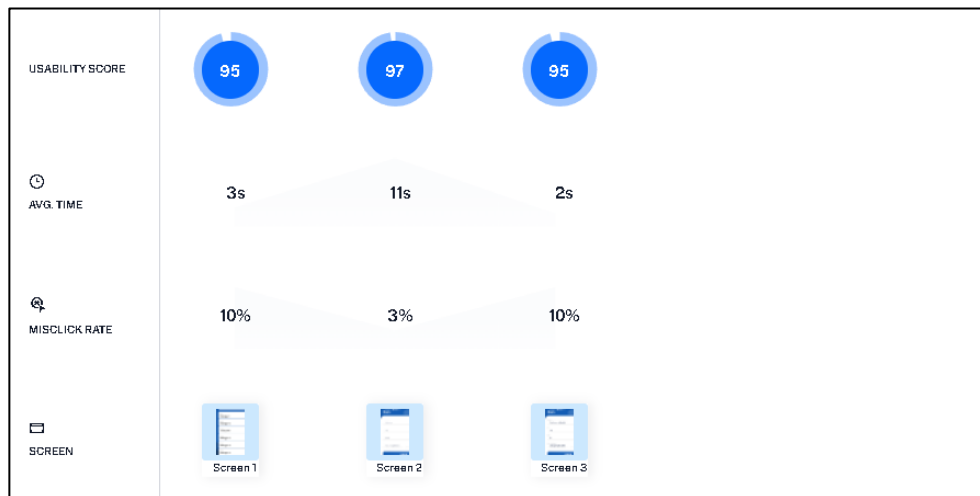 USABILITY SCORE
95
97
95
AVG. TIME
3s
11s
2s
MISCLICK RATE
10%
3%
10%
SCREEN
Screen 1
Screen 2
Screen 3